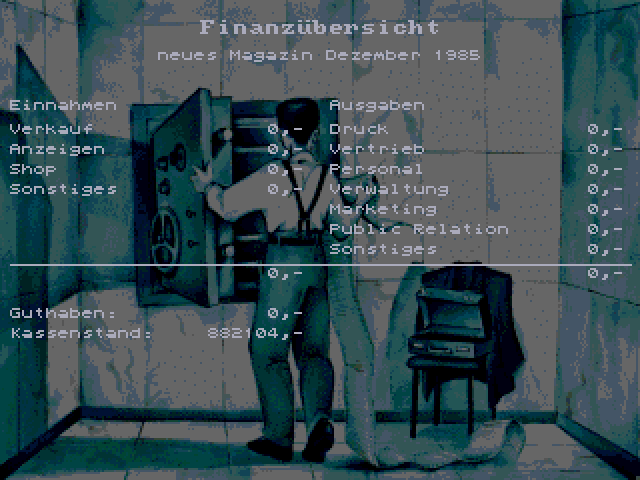 Finanzübersicht
neues Magazin Dezember 1985
Einnahmen Ausgaben
Verkauf 0,- Druck 0,-
Anzeigen 0,- Vertrieb 0,-
Shop 0,- Personal 0,-
Sonstiges 0,- Verwaltung 0,-
Marketing 0,-
Public Relation 0,-
Sonstiges 0,-
0,- 0,-
Guthaben: 0,-
Kassenstand: 882104,-